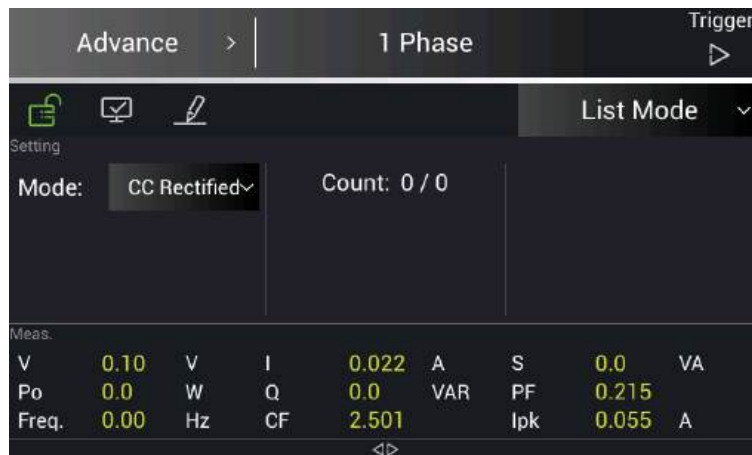 Advance > 1 Phase Trigger
List Mode
Setting
Mode: CC Rectified Count: 0 / 0
Meas.
V 0.10 V I 0.022 A S 0.0 VA
Po 0.0 W Q 0.0 VAR PF 0.215
Freq. 0.00 Hz CF 2.501 Ipk 0.055 A